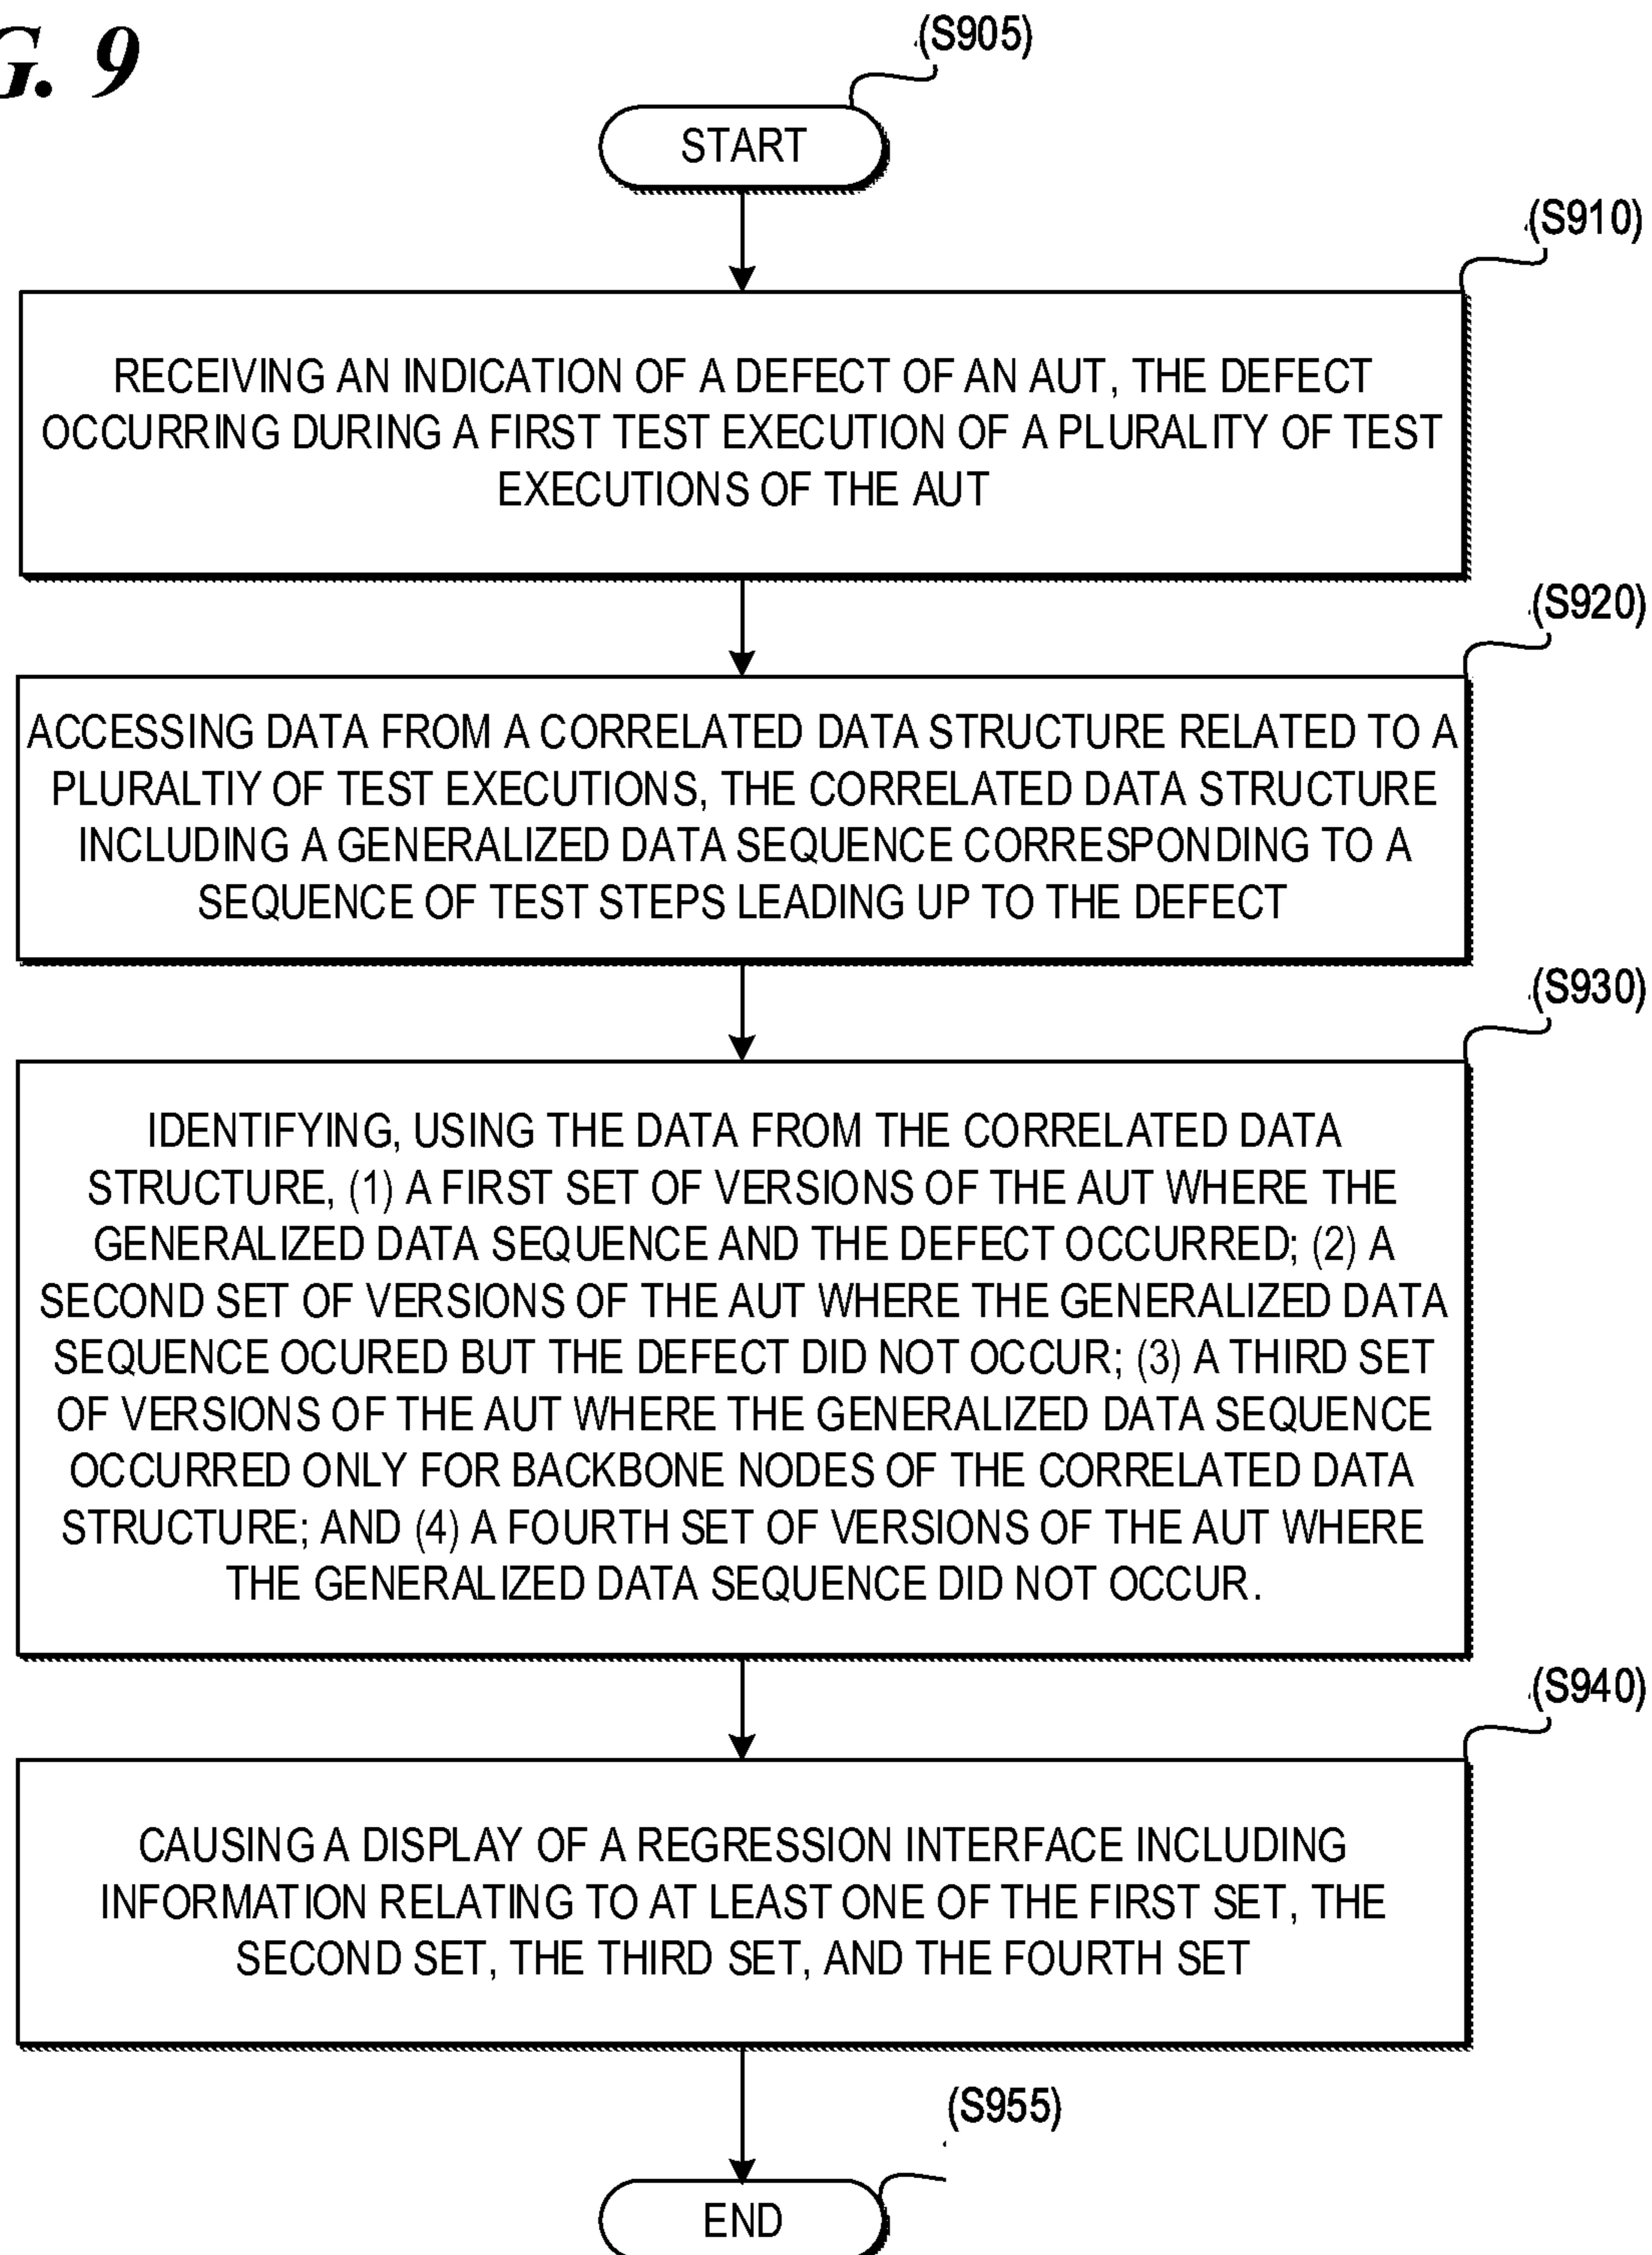 G. 9
(S905)
START
(S910)
RECEIVING AN INDICATION OF A DEFECT OF AN AUT, THE DEFECT
OCCURRING DURING A FIRST TEST EXECUTION OF A PLURALITY OF TEST
EXECUTIONS OF THE AUT
(S920)
ACCESSING DATA FROM A CORRELATED DATA STRUCTURE RELATED TO A
PLURALTIY OF TEST EXECUTIONS, THE CORRELATED DATA STRUCTURE
INCLUDING A GENERALIZED DATA SEQUENCE CORRESPONDING TO A
SEQUENCE OF TEST STEPS LEADING UP TO THE DEFECT
(S930)
IDENTIFYING, USING THE DATA FROM THE CORRELATED DATA
STRUCTURE, (1) A FIRST SET OF VERSIONS OF THE AUT WHERE THE
GENERALIZED DATA SEQUENCE AND THE DEFECT OCCURRED; (2) A
SECOND SET OF VERSIONS OF THE AUT WHERE THE GENERALIZED DATA
SEQUENCE OCURED BUT THE DEFECT DID NOT OCCUR; (3) A THIRD SET
OF VERSIONS OF THE AUT WHERE THE GENERALIZED DATA SEQUENCE
OCCURRED ONLY FOR BACKBONE NODES OF THE CORRELATED DATA
STRUCTURE; AND (4) A FOURTH SET OF VERSIONS OF THE AUT WHERE
THE GENERALIZED DATA SEQUENCE DID NOT OCCUR.
(S940)
CAUSING A DISPLAY OF A REGRESSION INTERFACE INCLUDING
INFORMATION RELATING TO AT LEAST ONE OF THE FIRST SET, THE
SECOND SET, THE THIRD SET, AND THE FOURTH SET
(S955)
END